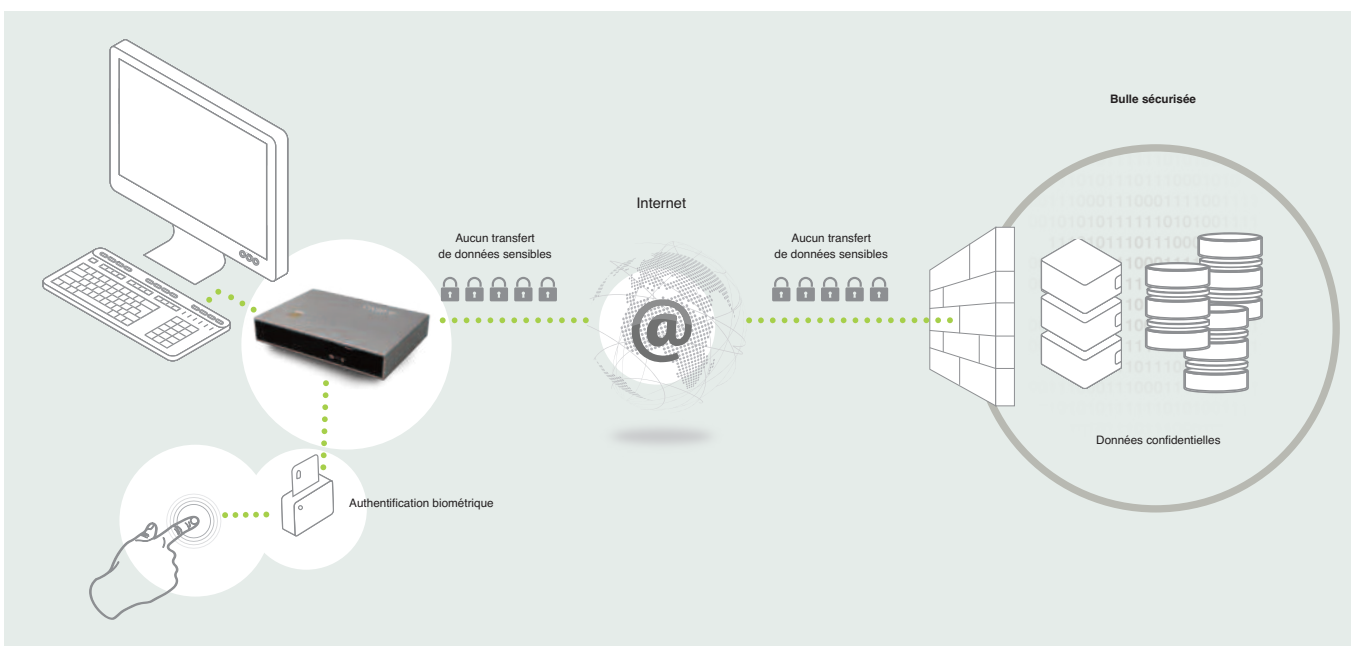 Bulle sécurisée
Internet
Aucun transfert
de données sensibles
Aucun transfert
de données sensibles
@
Données confidentielles
Authentification biométrique